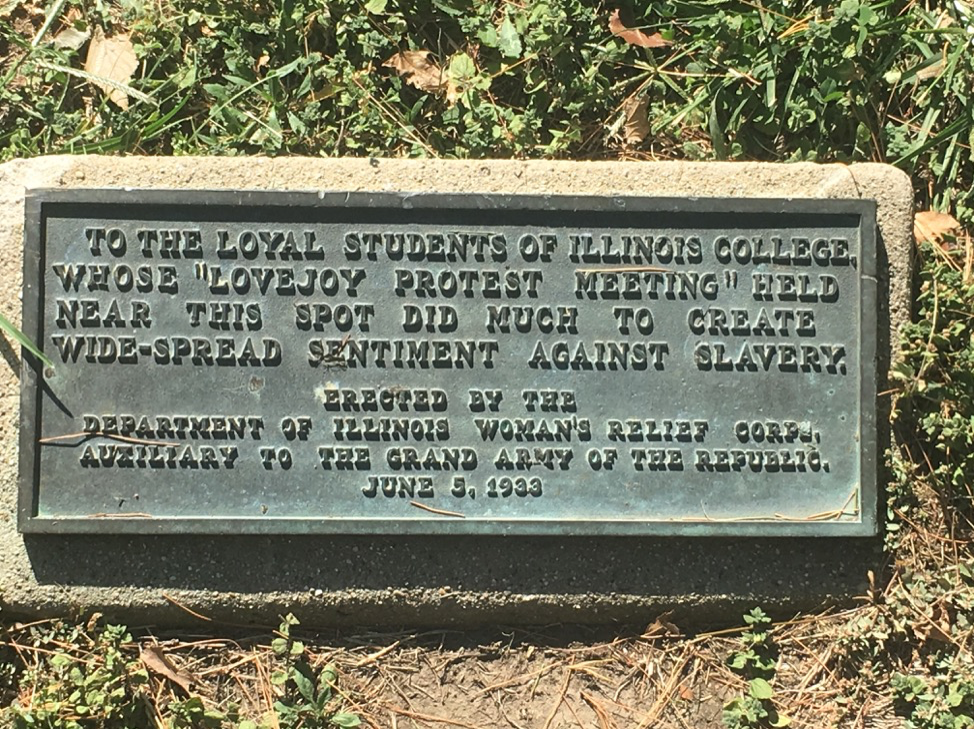 TO THE LOYAL STUDENTS OF ILLINOIS COLLEGE,
WHOSE "LOVEJOY PROTEST MEETING" HELD
NEAR THIS SPOT DID MUCH TO CREATE
WIDE-SPREAD SENTIMENT AGAINST SLAVERY.
ERECTED BY THE
DEPARTMENT OF ILLINOIS WOMAN'S RELIEF CORPS,
AUXILIARY TO THE GRAND ARMY OF THE REPUBLIC.
JUNE 5, 1933